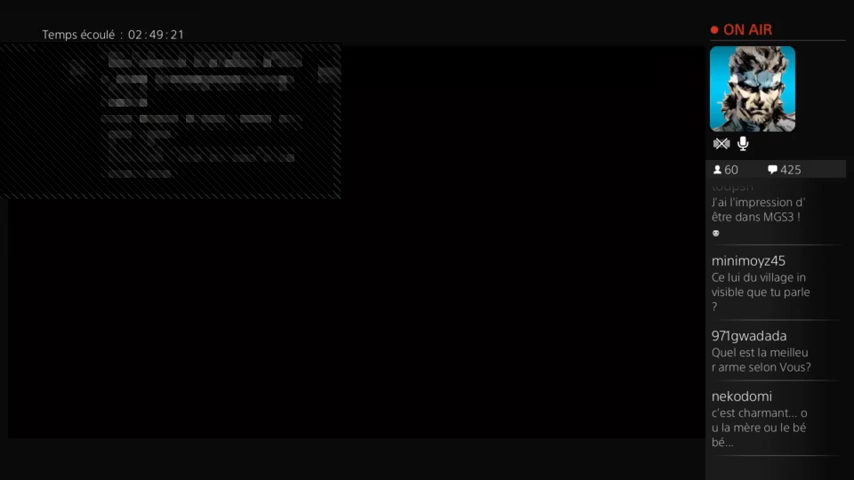 Temps écoulé : 02:49:21
ON AIR
60
425
J'ai l'impression d'
être dans MGS3 !
minimoyz45
Ce lui du village in
visible que tu parle
?
971gwadada
Quel est la meilleu
r arme selon Vous?
nekodomi
c'est charmant... o
u la mère ou le bé
bé...